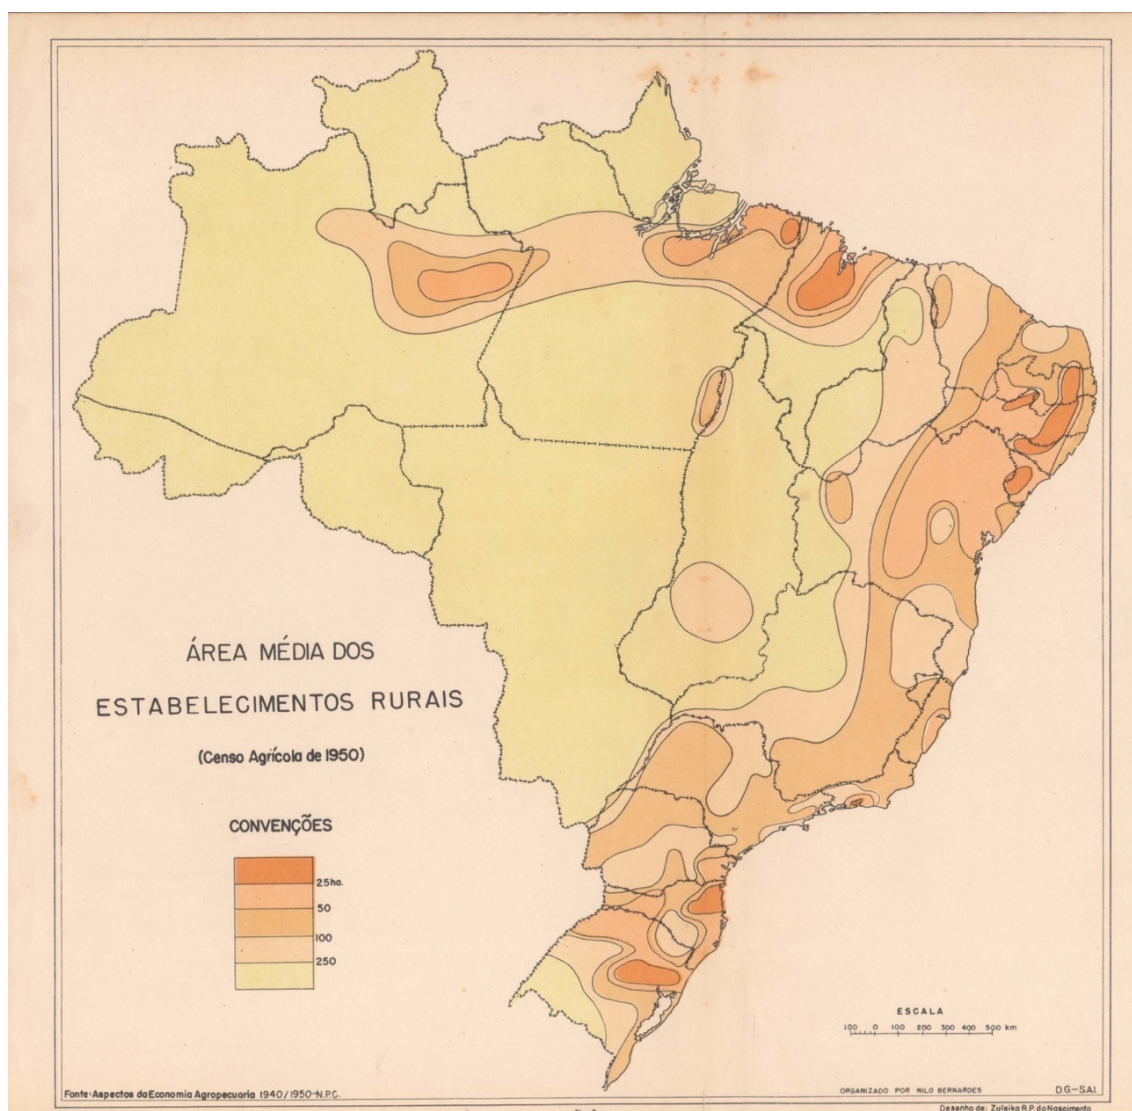 ÁREA MÉDIA DOS
ESTABELECIMENTOS RURAIS
(Censo Agrícola de 1950)
CONVENÇÕES
25 ha.
50
100
250
ESCALA
100 0 100 200 300 400 500 km
Fonte: Aspectos da Economia Agropecuaria 1940/1950-N.P.C.
ORGANIZADO POR NILO BERNARDES
D.G-S.A.I.
Desenho de: Zuleika R.P. do Nascimento